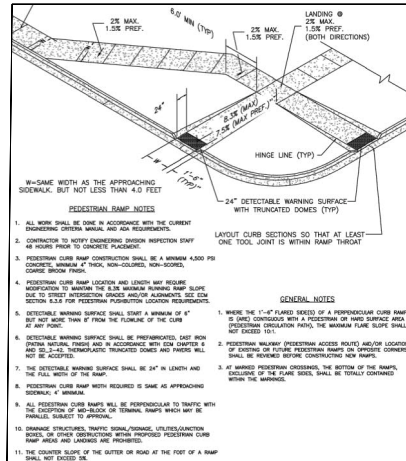 2% MAX.
1.5% PREF.
6.0' MIN. (TYP)
2% MAX.
1.5% PREF.
LANDING @
2% MAX.
1.5% PREF.
(BOTH DIRECTIONS)
24"
8.3% (MAX)
7.5% (MAX PREF.)
W
1'-6"
(TYP)
HINGE LINE (TYP)
W=SAME WIDTH AS THE APPROACHING
SIDEWALK. BUT NOT LESS THAN 4.0 FEET
24" DETECTABLE WARNING SURFACE
WITH TRUNCATED DOMES (TYP)
LAYOUT CURB SECTIONS SO THAT AT LEAST
ONE TOOL JOINT IS WITHIN RAMP THROAT
PEDESTRIAN RAMP NOTES
1. ALL WORK SHALL BE DONE IN ACCORDANCE WITH THE CURRENT
ENGINEERING CRITERIA MANUAL AND ADA REQUIREMENTS.
2. CONTRACTOR TO NOTIFY ENGINEERING DIVISION INSPECTION STAFF
48 HOURS PRIOR TO CONCRETE PLACEMENT.
3. PEDESTRIAN CURB RAMP CONSTRUCTION SHALL BE A MINIMUM 4,500 PSI
CONCRETE, MINIMUM 4" THICK, NON-COLORED, NON-SCORED,
COARSE BROOM FINISH.
4. PEDESTRIAN CURB RAMP LOCATION AND LENGTH MAY REQUIRE
MODIFICATION TO MAINTAIN THE 8.3% MAXIMUM RUNNING RAMP SLOPE
DUE TO STREET INTERSECTION GRADES AND/OR ALIGNMENTS. SEE ECM
SECTION 6.3.8 FOR PEDESTRIAN PUSHBUTTON LOCATION REQUIREMENTS.
5. DETECTABLE WARNING SURFACE SHALL START A MINIMUM OF 6"
BUT NOT MORE THAN 8" FROM THE FLOWLINE OF THE CURB
AT ANY POINT.
6. DETECTABLE WARNING SURFACE SHALL BE PREFABRICATED, CAST IRON
(PATINA NATURAL FINISH) AND IN ACCORDANCE WITH ECM CHAPTER 6
AND SD_2-42. THERMOPLASTIC TRUNCATED DOMES AND PAVERS WILL
NOT BE ACCEPTED.
7. THE DETECTABLE WARNING SURFACE SHALL BE 24" IN LENGTH AND
THE FULL WIDTH OF THE RAMP.
8. PEDESTRIAN CURB RAMP WIDTH REQUIRED IS SAME AS APPROACHING
SIDEWALK; 4' MINIMUM.
9. ALL PEDESTRIAN CURB RAMPS WILL BE PERPENDICULAR TO TRAFFIC WITH
THE EXCEPTION OF MID-BLOCK OR TERMINAL RAMPS WHICH MAY BE
PARALLEL SUBJECT TO APPROVAL.
10. DRAINAGE STRUCTURES, TRAFFIC SIGNAL/SIGNAGE, UTILITIES/JUNCTION
BOXES, OR OTHER OBSTRUCTIONS WITHIN PROPOSED PEDESTRIAN CURB
RAMP AREAS AND LANDINGS ARE PROHIBITED.
11. THE COUNTER SLOPE OF THE GUTTER OR ROAD AT THE FOOT OF A RAMP
SHALL NOT EXCEED 5%.
GENERAL NOTES
1. WHERE THE 1'-6" FLARED SIDE(S) OF A PERPENDICULAR CURB RAMP
IS (ARE) CONTIGUOUS WITH A PEDESTRIAN OR HARD SURFACE AREA
(PEDESTRIAN CIRCULATION PATH), THE MAXIMUM FLARE SLOPE SHALL
NOT EXCEED 10:1.
2. PEDESTRIAN WALKWAY (PEDESTRIAN ACCESS ROUTE) AND/OR LOCATION
OF EXISTING OR FUTURE PEDESTRIAN RAMPS ON OPPOSITE CORNERS
SHALL BE REVIEWED BEFORE CONSTRUCTING NEW RAMPS.
3. AT MARKED PEDESTRIAN CROSSINGS, THE BOTTOM OF THE RAMPS,
EXCLUSIVE OF THE FLARE SIDES, SHALL BE TOTALLY CONTAINED
WITHIN THE MARKINGS.